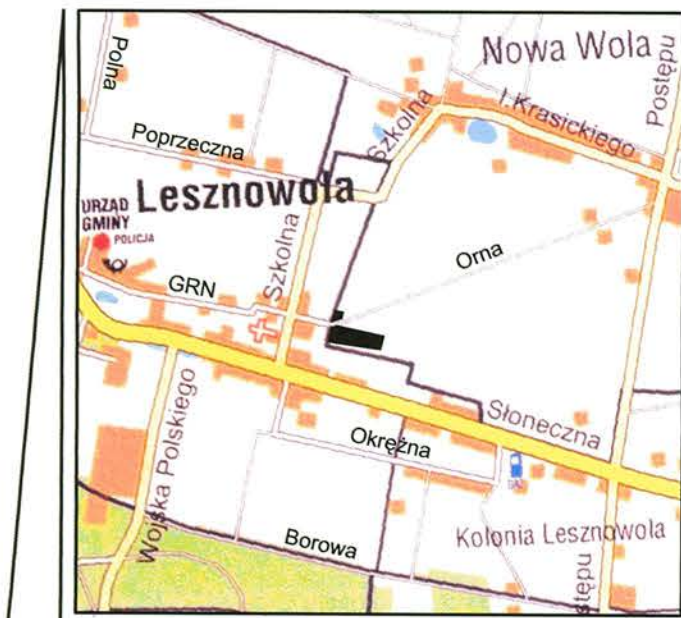 Nowa Wola
Polna
Postępu
Szkolna
I.Krasickiego
Poprzeczna
Lesznowola
URZĄD
GMINY
POLICJA
Szkolna
Orna
GRN
Słoneczna
Okrężna
Wojska Polskiego
Borowa
Kolonia Lesznowola
stępu